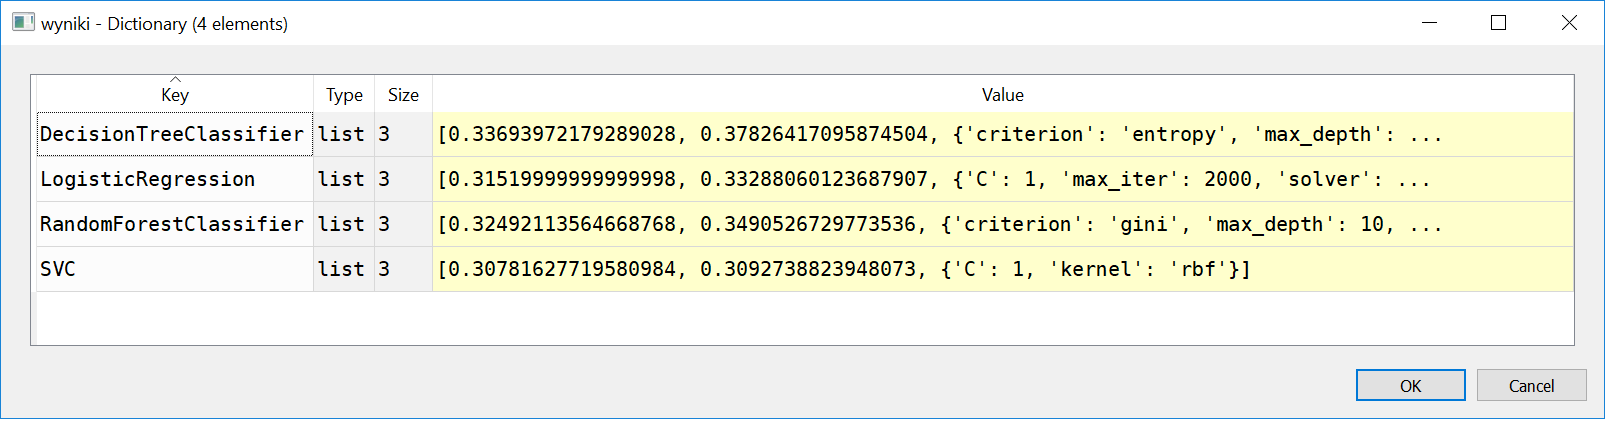 wyniki - Dictionary (4 elements)
Key Type Size Value
DecisionTreeClassifier list 3 [0.33693972179289028, 0.37826417095874504, {'criterion': 'entropy', 'max_depth': ...
LogisticRegression list 3 [0.31519999999999998, 0.33288060123687907, {'C': 1, 'max_iter': 2000, 'solver': ...
RandomForestClassifier list 3 [0.32492113564668768, 0.3490526729773536, {'criterion': 'gini', 'max_depth': 10, ...
SVC list 3 [0.30781627719580984, 0.3092738823948073, {'C': 1, 'kernel': 'rbf'}]
OK Cancel